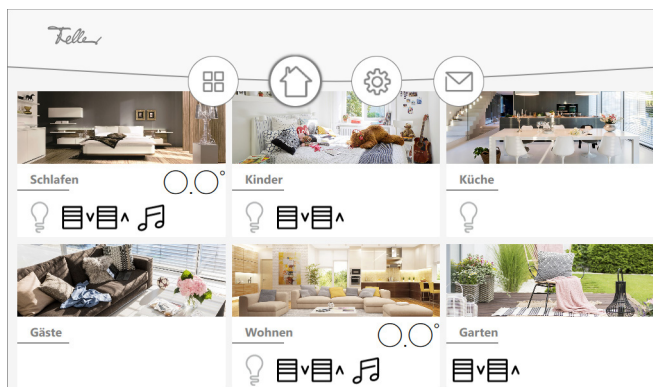 Feller
Schlafen
Kinder
Küche
Gäste
Wohnen
Garten